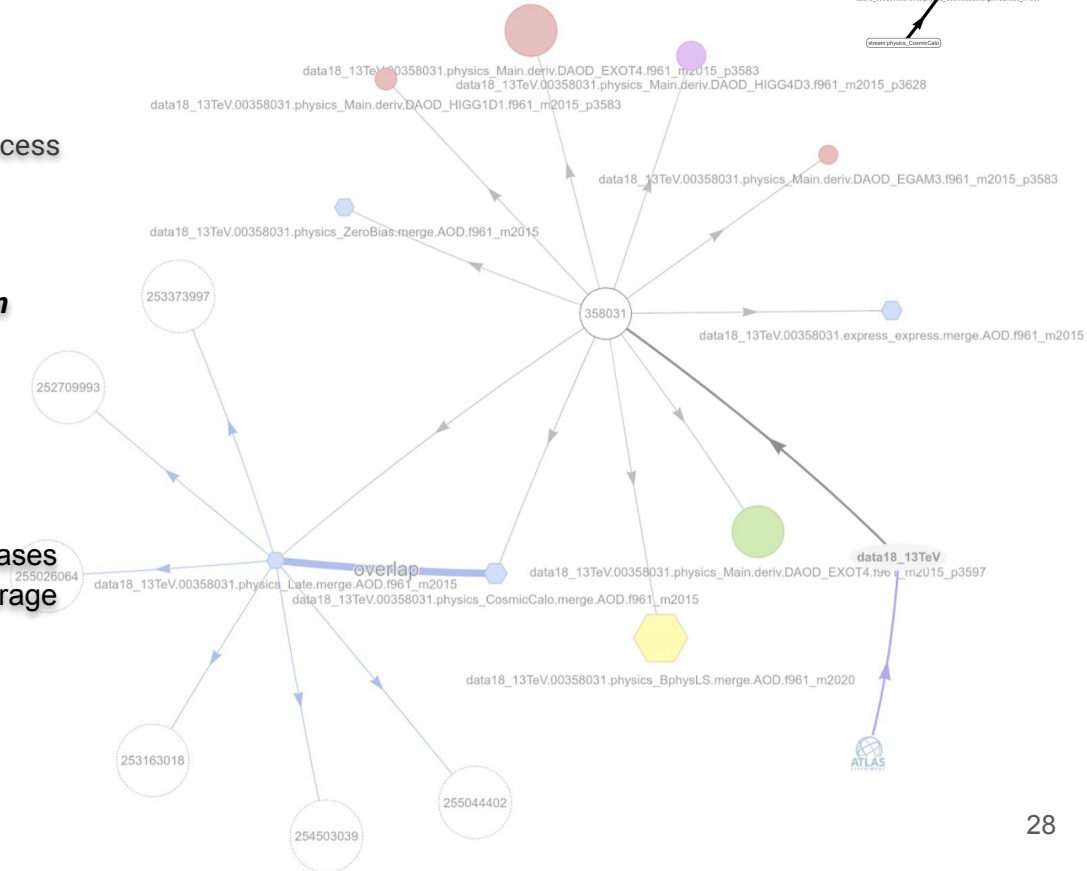 stream:physics_CosmicCalo
data18_13TeV.00358031.physics_Main.deriv.DAOD_EXOT4.f961_m2015_p3583
data18_13TeV.00358031.physics_Main.deriv.DAOD_HIGG4D3.f961_m2015_p3628
data18_13TeV.00358031.physics_Main.deriv.DAOD_HIGG1D1.f961_m2015_p3583
cess
data18_13TeV.00358031.physics_Main.deriv.DAOD_EGAM3.f961_m2015_p3583
data18_13TeV.00358031.physics_ZeroBias.merge.AOD.f961_m2015
253373997
358031
data18_13TeV.00358031.express_express.merge.AOD.f961_m2015
252709993
ases
data18_13TeV
overlap
255026064
data18_13TeV.00358031.physics_Main.deriv.DAOD_EXOT4.f961_m2015_p3597
data18_13TeV.00358031.physics_Late.merge.AOD.f961_m2015
rage
data18_13TeV.00358031.physics_CosmicCalo.merge.AOD.f961_m2015
data18_13TeV.00358031.physics_BphysLS.merge.AOD.f961_m2020
253163018
ATLAS
EXPERIMENT
255044402
254503039
28